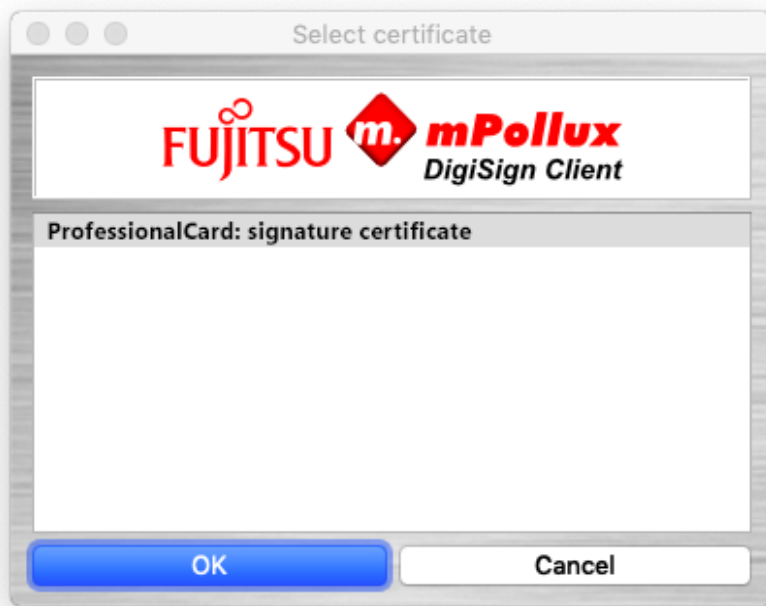 Select certificate
FUJITSU m. mPollux
DigiSign Client
ProfessionalCard: signature certificate
OK Cancel